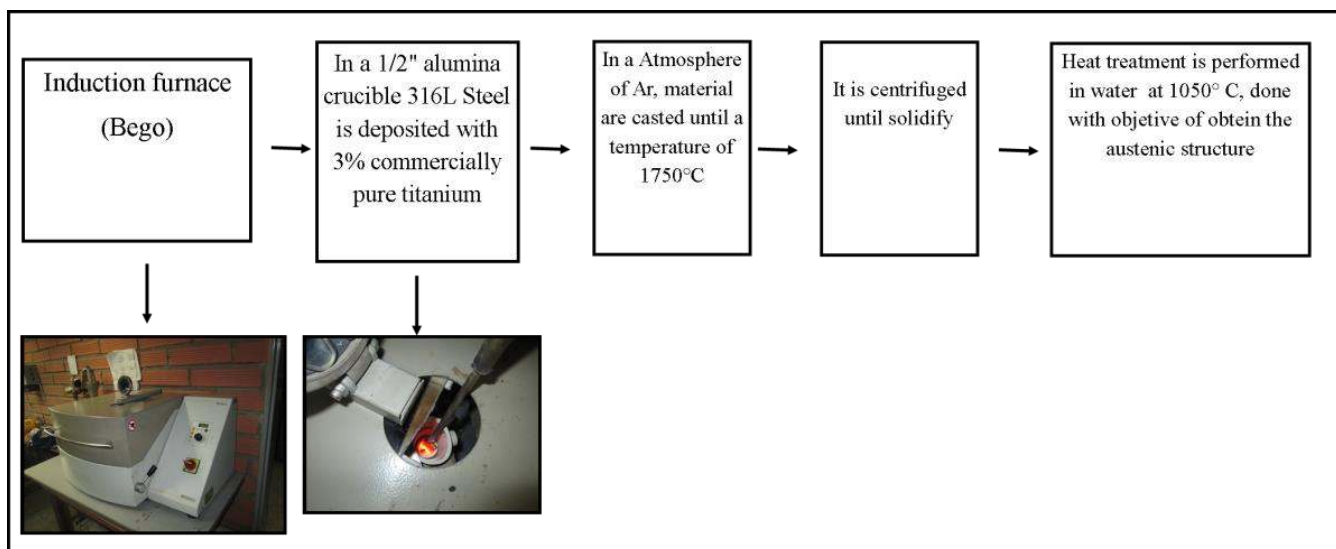 Induction furnace
(Bego)
In a 1/2" alumina
crucible 316L Steel
is deposited with
3% commercially
pure titanium
In a Atmosphere
of Ar, material
are casted until a
temperature of
1750°C
It is centrifuged
until solidify
Heat treatment is performed
in water at 1050° C, done
with objetive of obtein the
austenic structure